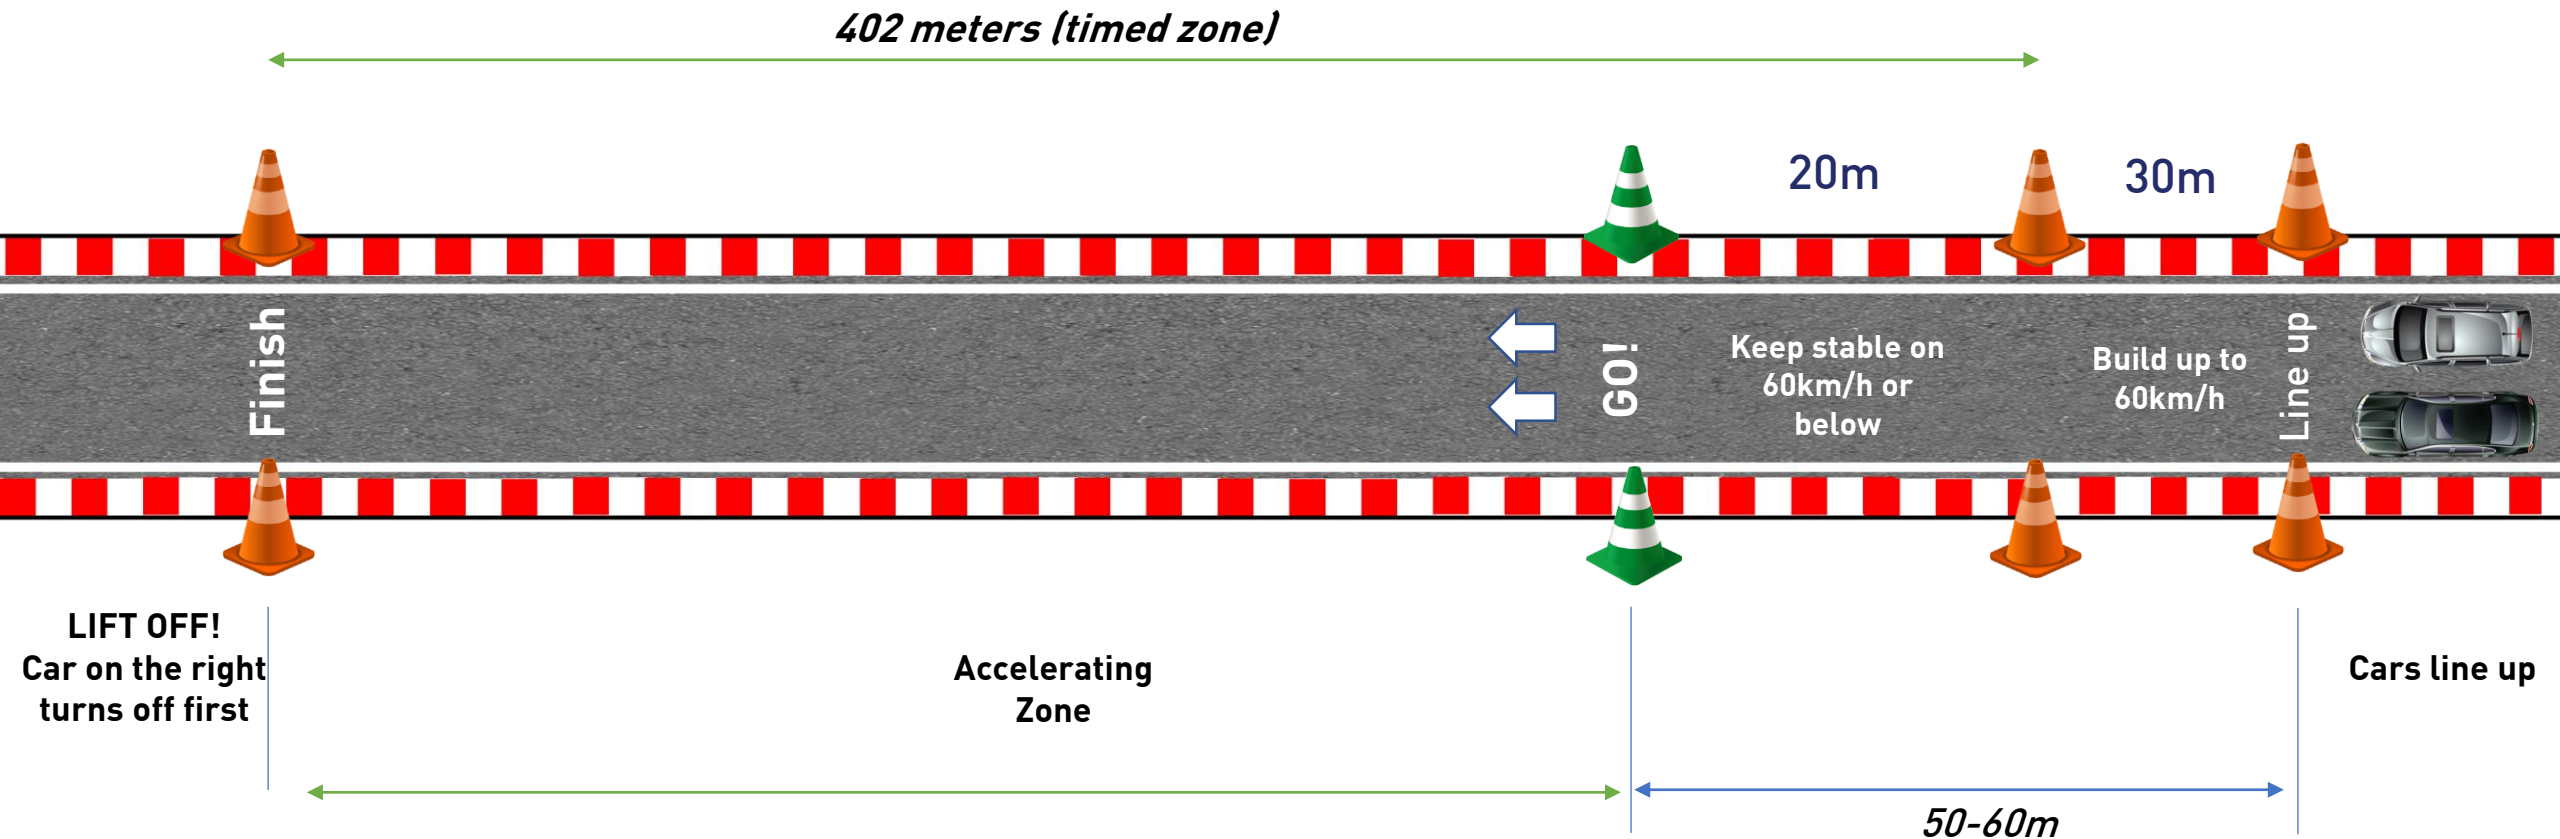 402 meters (timed zone)
20m
30m
Finish
GO!
Keep stable on
60km/h or
below
Build up to
60km/h
Line up
LIFT OFF!
Car on the right
turns off first
Accelerating
Zone
Cars line up
50-60m